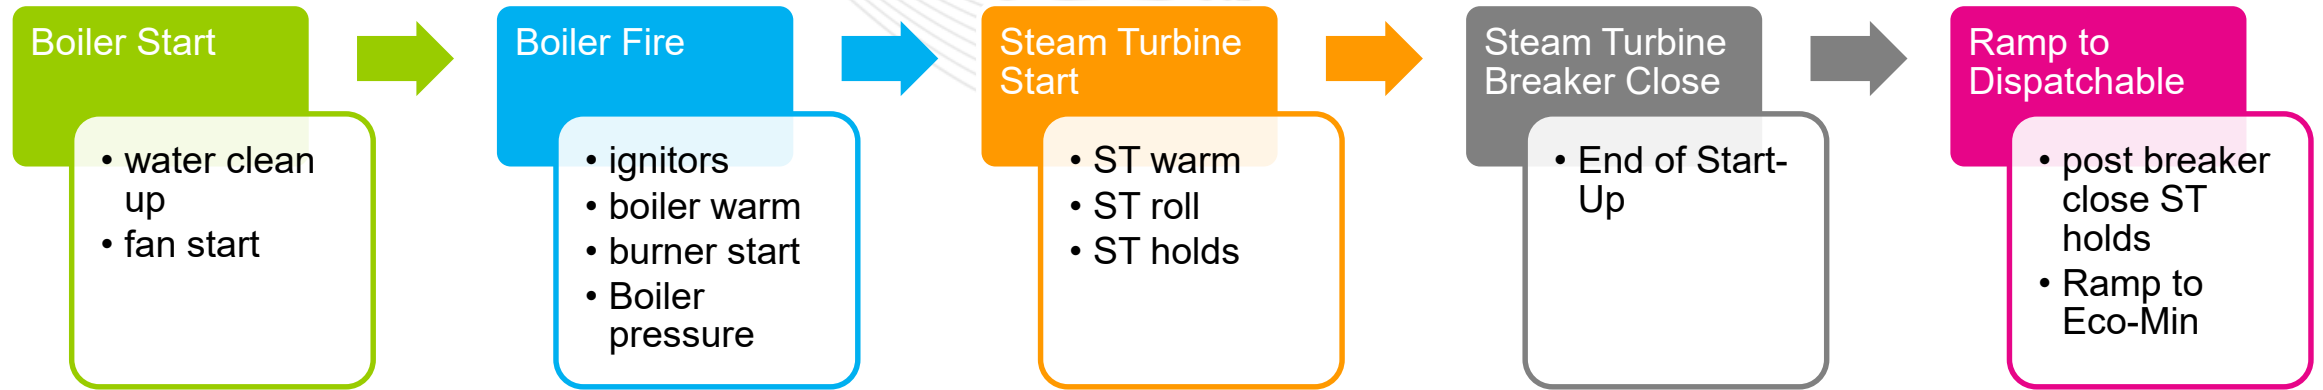 Boiler Start
• water clean
up
• fan start
Boiler Fire
• ignitors
• boiler warm
• burner start
• Boiler
pressure
Steam Turbine
Start
• ST warm
• ST roll
• ST holds
Steam Turbine
Breaker Close
• End of Start-
Up
Ramp to
Dispatchable
• post breaker
close ST
holds
• Ramp to
Eco-Min